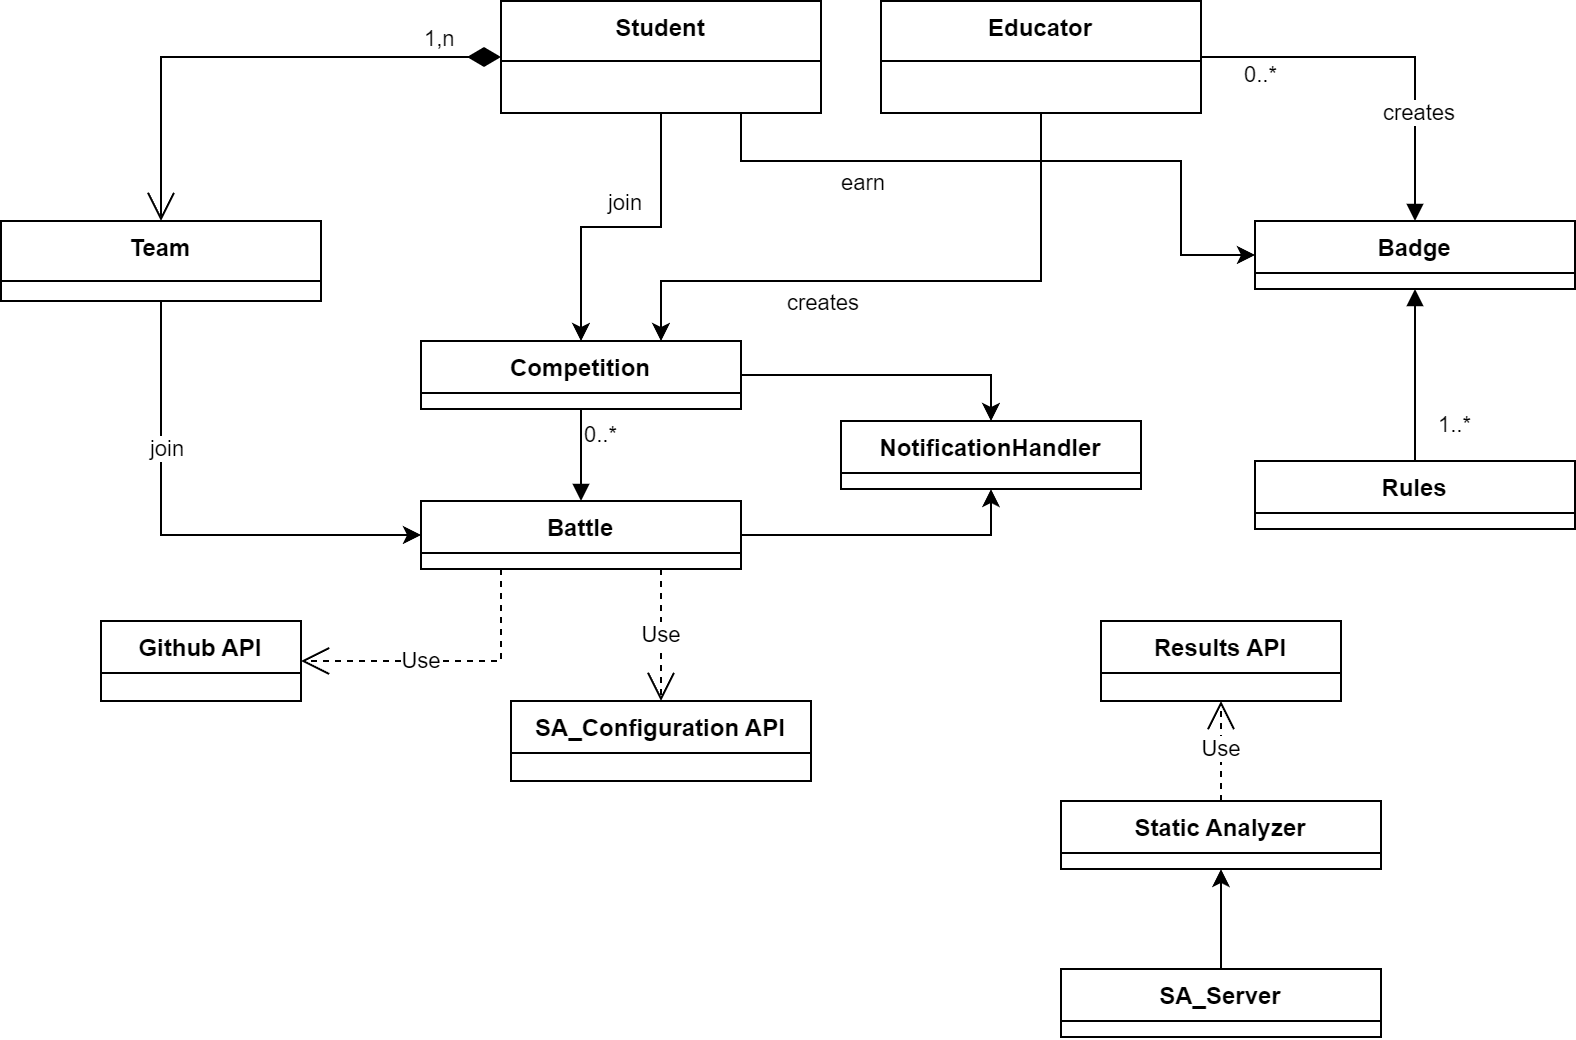 Student
Educator
1,n
0..*
creates
join
earn
Team
Badge
creates
Competition
0..*
NotificationHandler
1..*
join
Rules
Battle
Use
Github API
Use
Results API
SA_Configuration API
Use
Static Analyzer
SA_Server